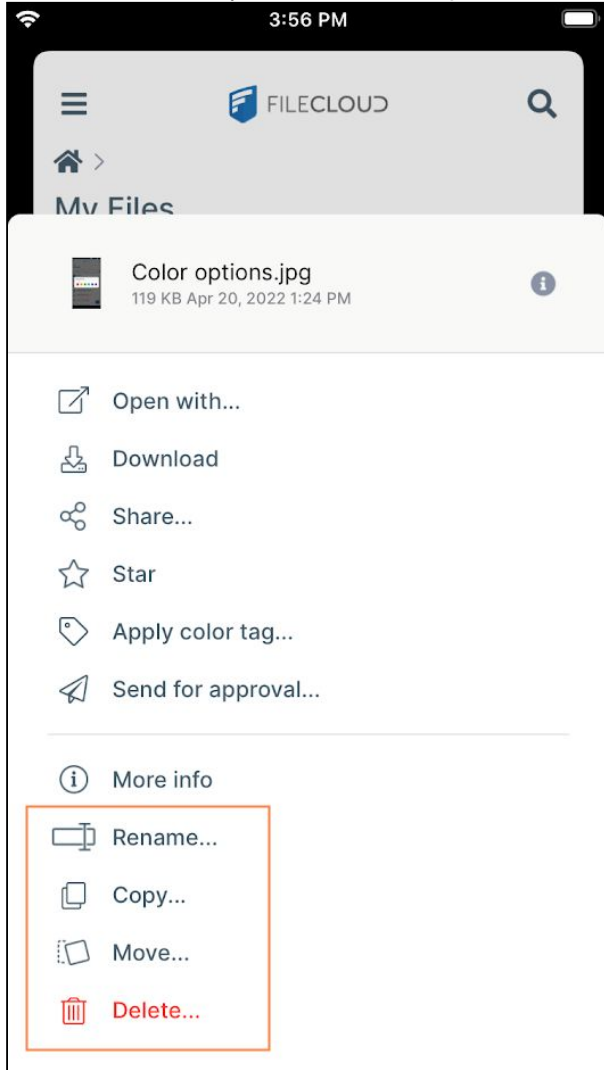 3:56 PM
FILECLOUD
My Files
Color options.jpg
119 KB Apr 20, 2022 1:24 PM
Open with...
Download
Share...
Star
Apply color tag...
Send for approval...
More info
Rename...
Copy...
Move...
Delete...